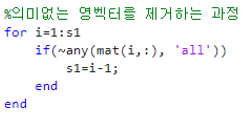 %의미없는 영벡터를 제거하는 과정
for i=1:s1
    if(~any(mat(i,:), 'all'))
        s1=i-1;
    end
end